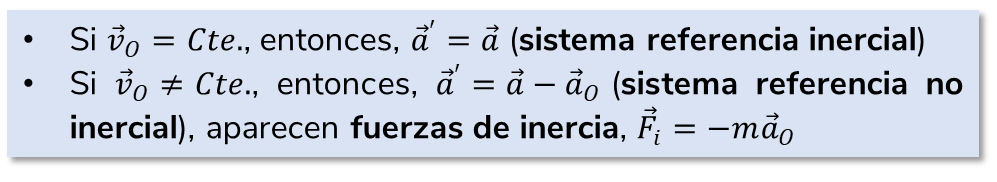 • Si $\vec{v}_O = Cte.$, entonces, $\vec{a}' = \vec{a}$ (sistema referencia inercial)
• Si $\vec{v}_O \neq Cte.$, entonces, $\vec{a}' = \vec{a} - \vec{a}_O$ (sistema referencia no
inercial), aparecen fuerzas de inercia, $\vec{F}_i = -m\vec{a}_O$